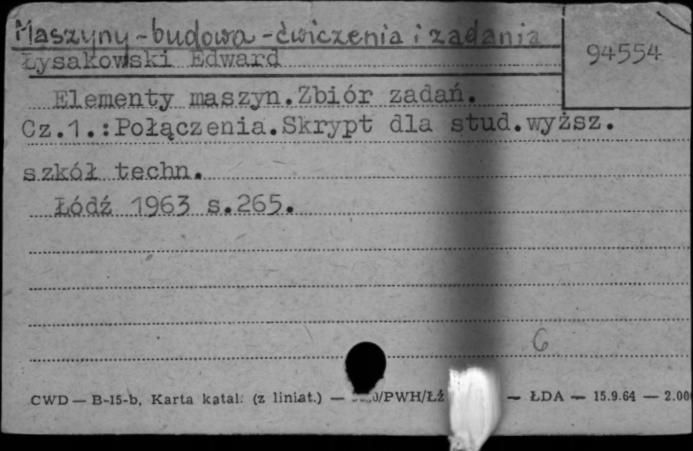 Maszyny - budowa - ćwiczenia i zadania
94554
Łysakowski Edward
Elementy maszyn.Zbiór zadań.
Cz.1.:Połączenia.Skrypt dla stud.wyższ.
szkół techn.
Łódź 1963 s.265.
6
CWD — B-15-b, Karta katal. (z liniat.) — /PWH/ŁŹ — ŁDA — 15.9.64 — 2.00